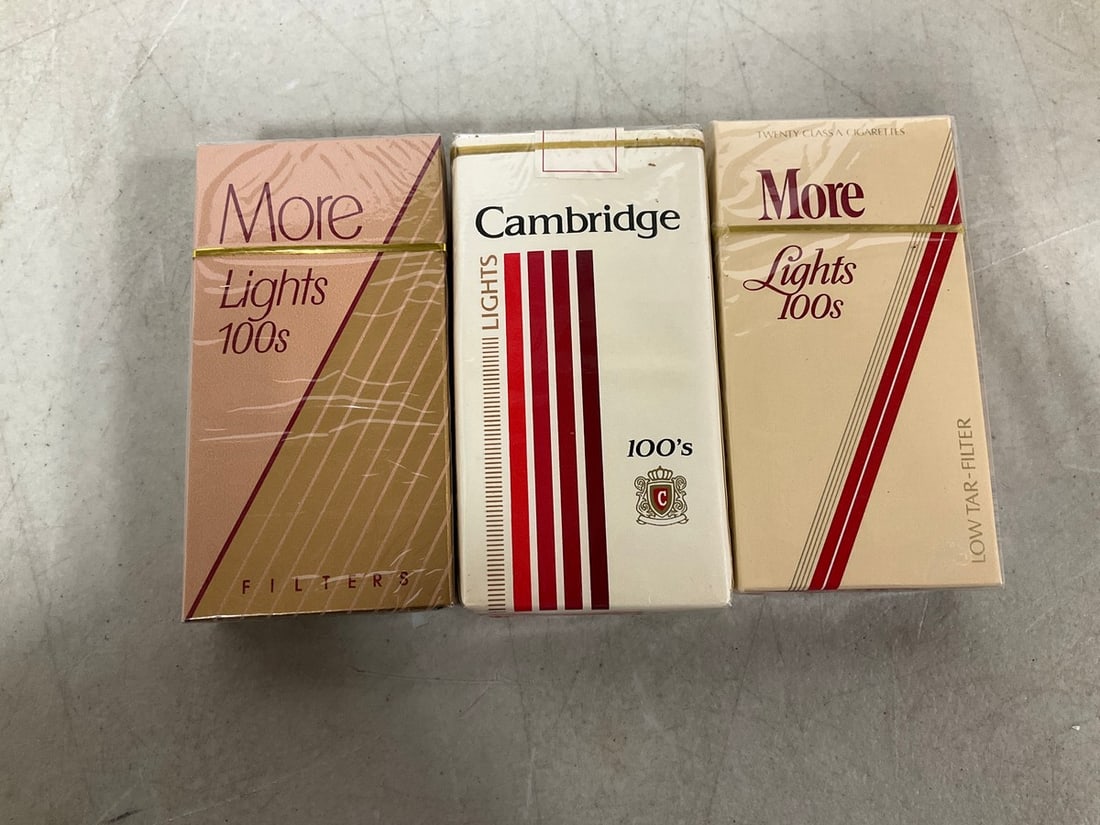 More
Lights
100s
FILTERS
Cambridge
LIGHTS
100's
C
TWENTY CLASS A CIGARETTES
More
Lights
100s
LOW TAR-FILTER